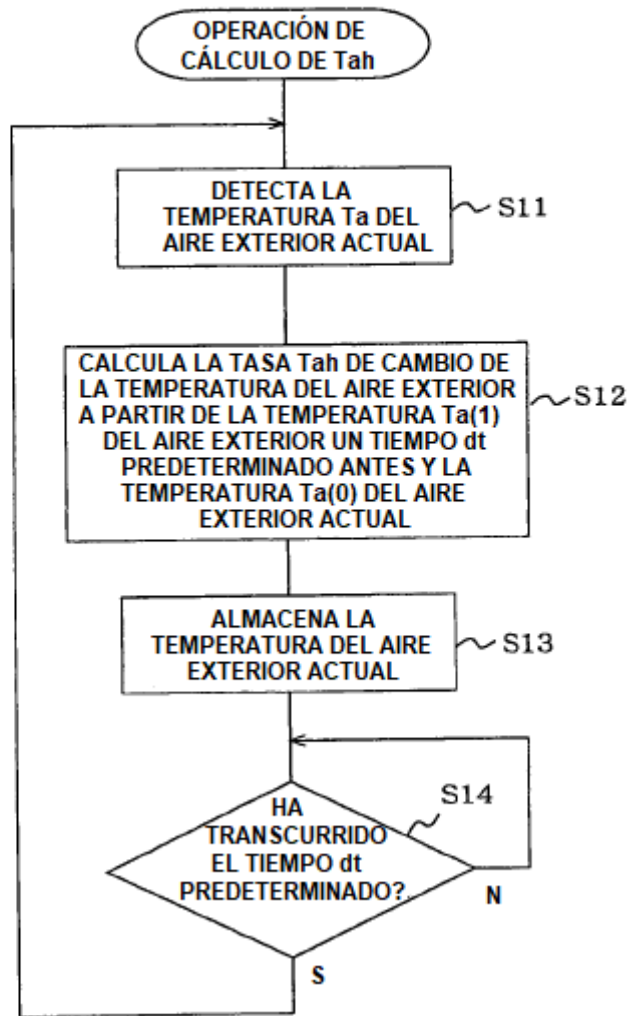 OPERACIÓN DE
CÁLCULO DE Tah
DETECTA LA
TEMPERATURA Ta DEL
AIRE EXTERIOR ACTUAL
S11
CALCULA LA TASA Tah DE CAMBIO DE
LA TEMPERATURA DEL AIRE EXTERIOR
A PARTIR DE LA TEMPERATURA Ta(1)
DEL AIRE EXTERIOR UN TIEMPO dt
PREDETERMINADO ANTES Y LA
TEMPERATURA Ta(0) DEL AIRE
EXTERIOR ACTUAL
S12
ALMACENA LA
TEMPERATURA DEL AIRE
EXTERIOR ACTUAL
S13
S14
HA
TRANSCURRIDO
EL TIEMPO dt
PREDETERMINADO?
N
S